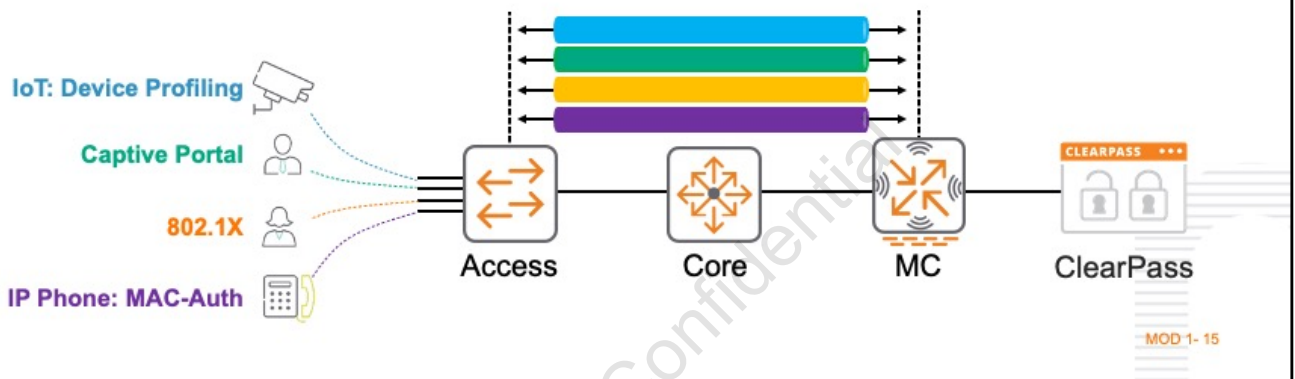 IoT: Device Profiling
Captive Portal
802.1X
IP Phone: MAC-Auth
Access
Core
MC
CLEARPASS
ClearPass
Confidential
MOD 1- 15